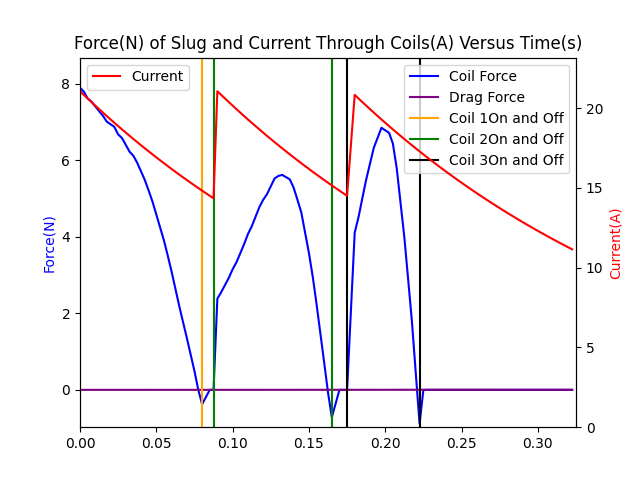 Force(N) of Slug and Current Through Coils(A) Versus Time(s)
Current
Coil Force
Drag Force
Coil 1On and Off
Coil 2On and Off
Coil 3On and Off
Force(N)
8
6
4
2
0
Current(A)
20
15
10
5
0
0.00 0.05 0.10 0.15 0.20 0.25 0.30